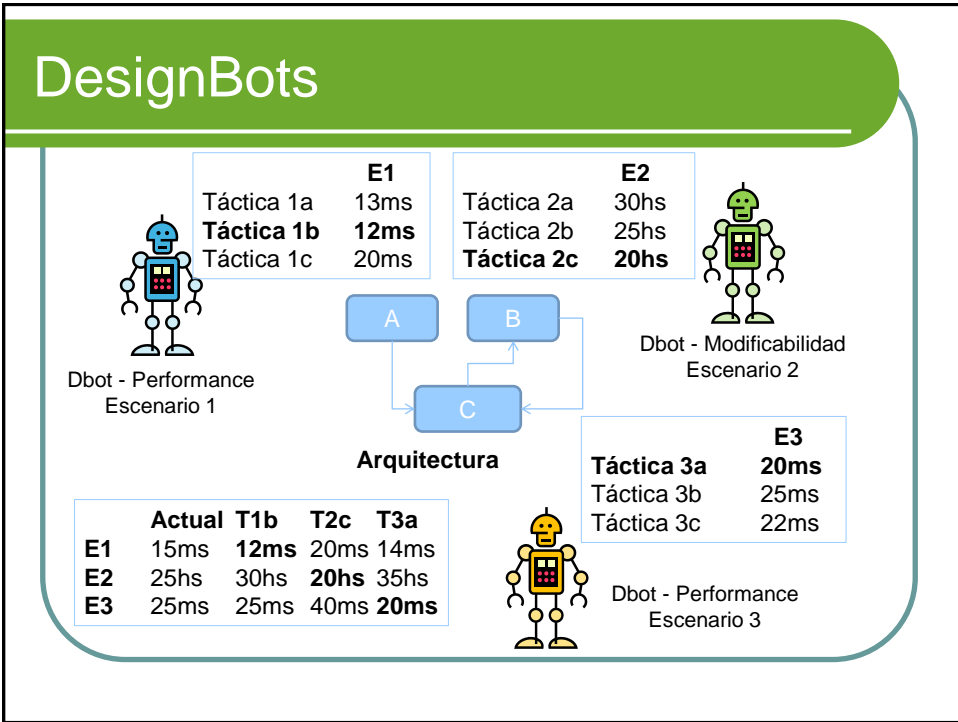 DesignBots
E1
Táctica 1a 13ms
Táctica 1b 12ms
Táctica 1c 20ms
E2
Táctica 2a 30hs
Táctica 2b 25hs
Táctica 2c 20hs
Dbot - Performance
Escenario 1
A
B
C
Arquitectura
Dbot - Modificabilidad
Escenario 2
E3
Táctica 3a 20ms
Táctica 3b 25ms
Táctica 3c 22ms
Actual T1b T2c T3a
E1 15ms 12ms 20ms 14ms
E2 25hs 30hs 20hs 35hs
E3 25ms 25ms 40ms 20ms
Dbot - Performance
Escenario 3